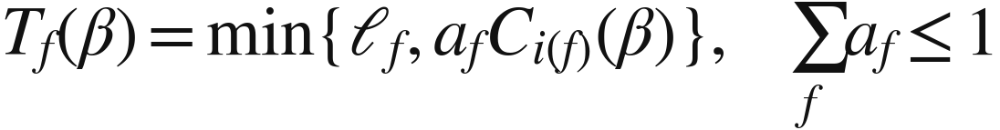 T_f(β) = min{ℓ_f, a_f C_{i(f)}(β)},   ∑_f a_f ≤ 1